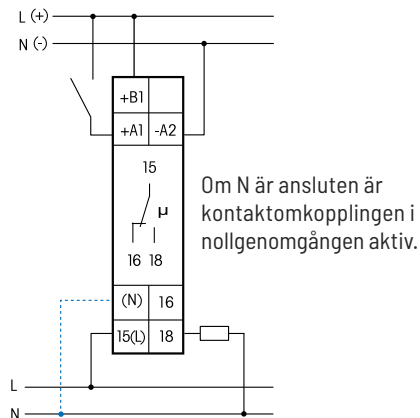 L (+)
N (-)
+B1
+A1 -A2
15
µ
16 18
Om N är ansluten är
kontaktomkopplingen i
nollgenomgången aktiv.
(N) 16
15(L) 18
L
N